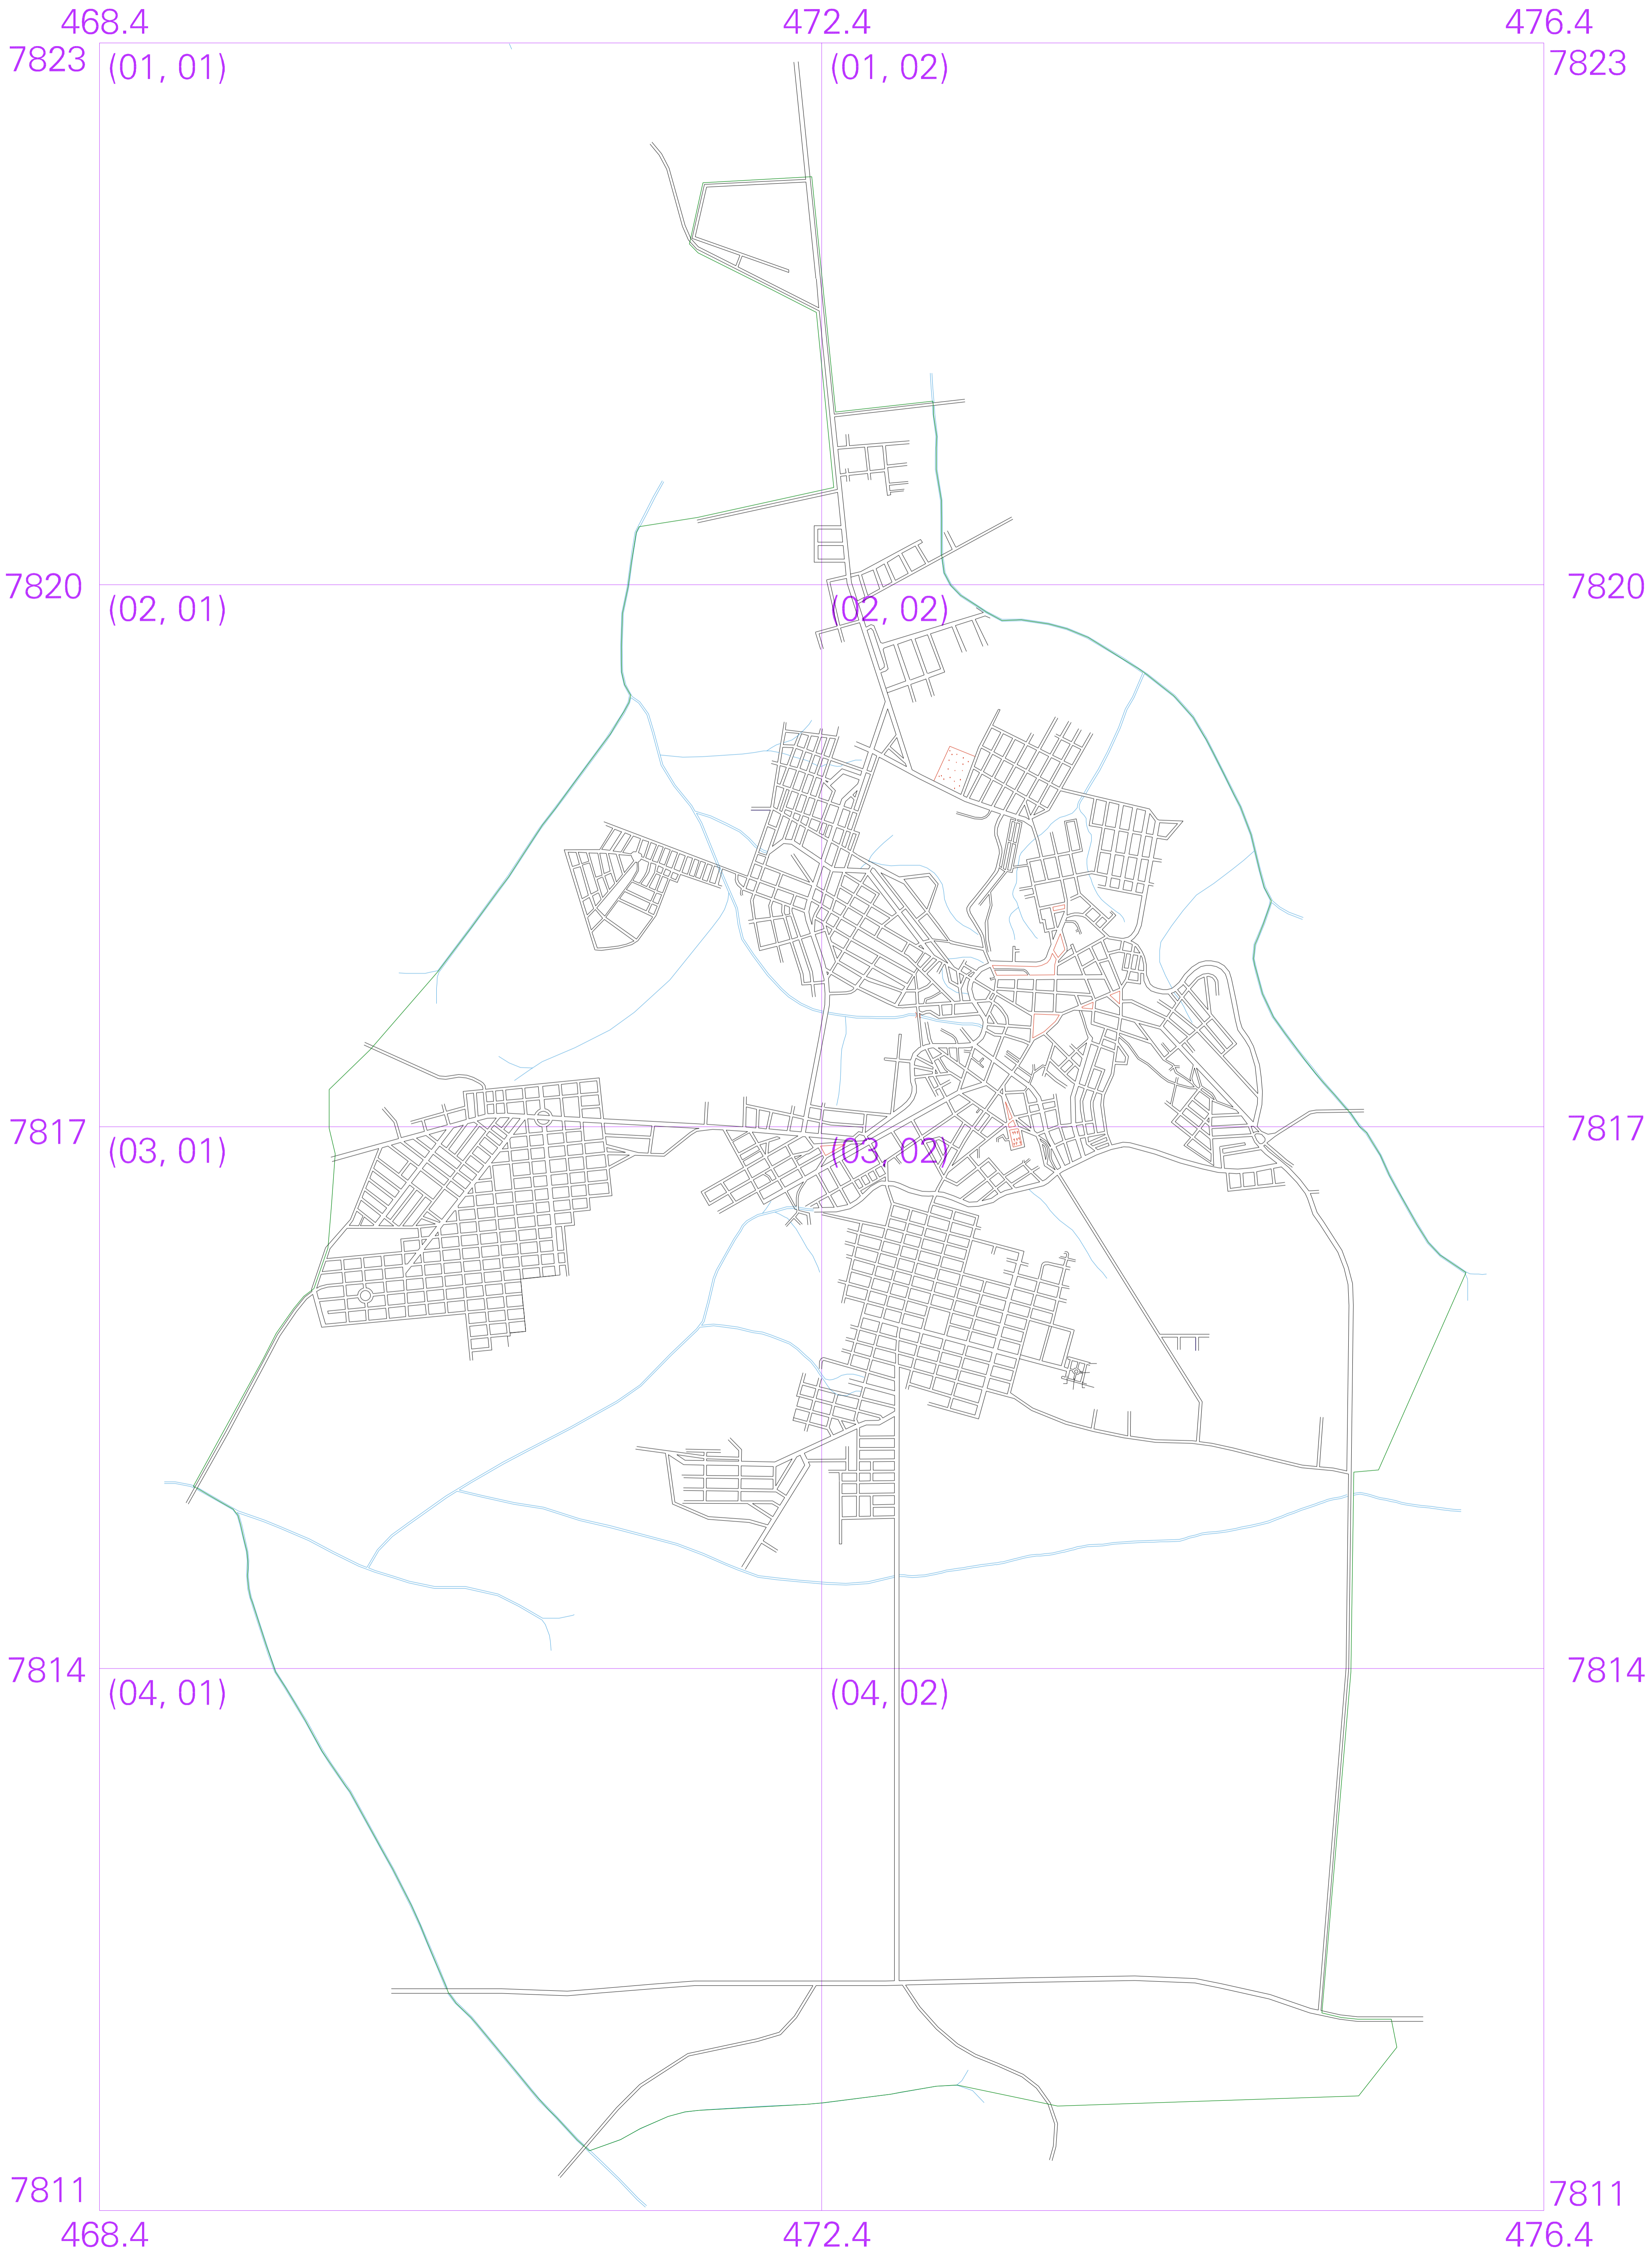 468.4 472.4 476.4
7823 (01, 01) (01, 02) 7823
7820 7820
(02, 01) (02, 02)
7817 7817
(03, 01) (03, 02)
7814 7814
(04, 01) (04, 02)
7811 7811
468.4 472.4 476.4